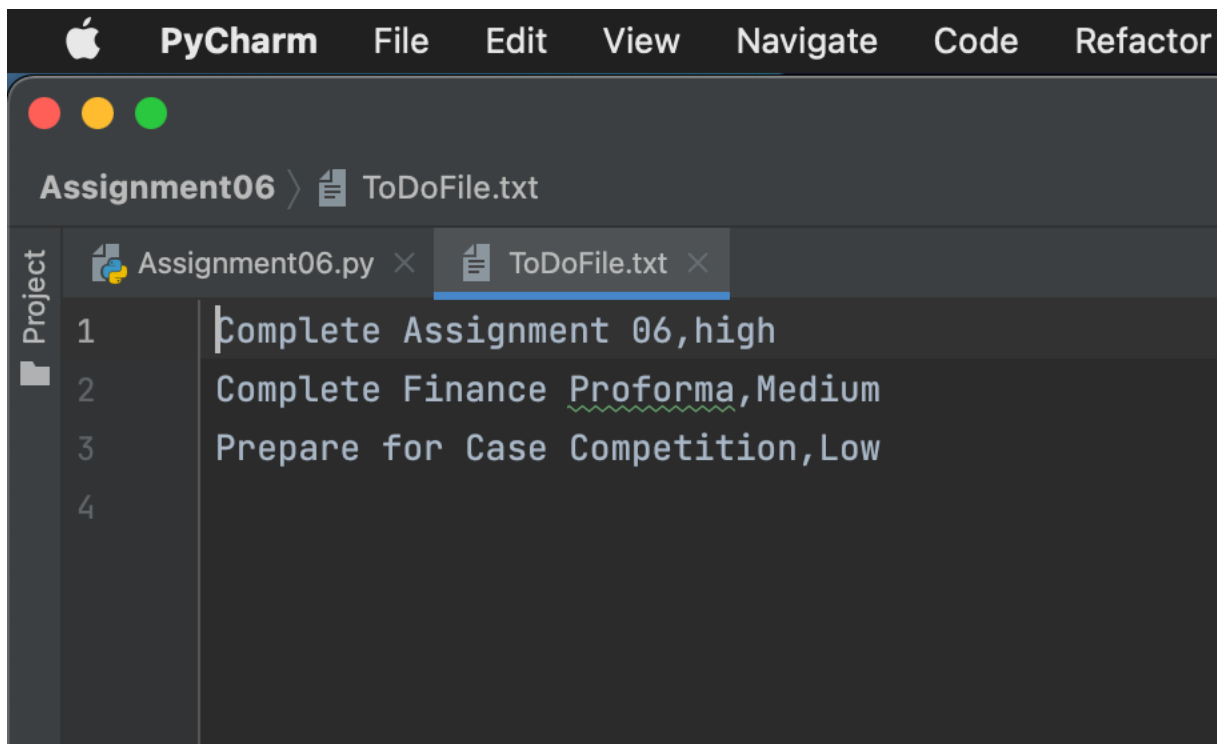 PyCharm File Edit View Navigate Code Refactor
Assignment06 ToDoFile.txt
Assignment06.py ToDoFile.txt
Project
1 Complete Assignment 06,high
2 Complete Finance Proforma,Medium
3 Prepare for Case Competition,Low
4